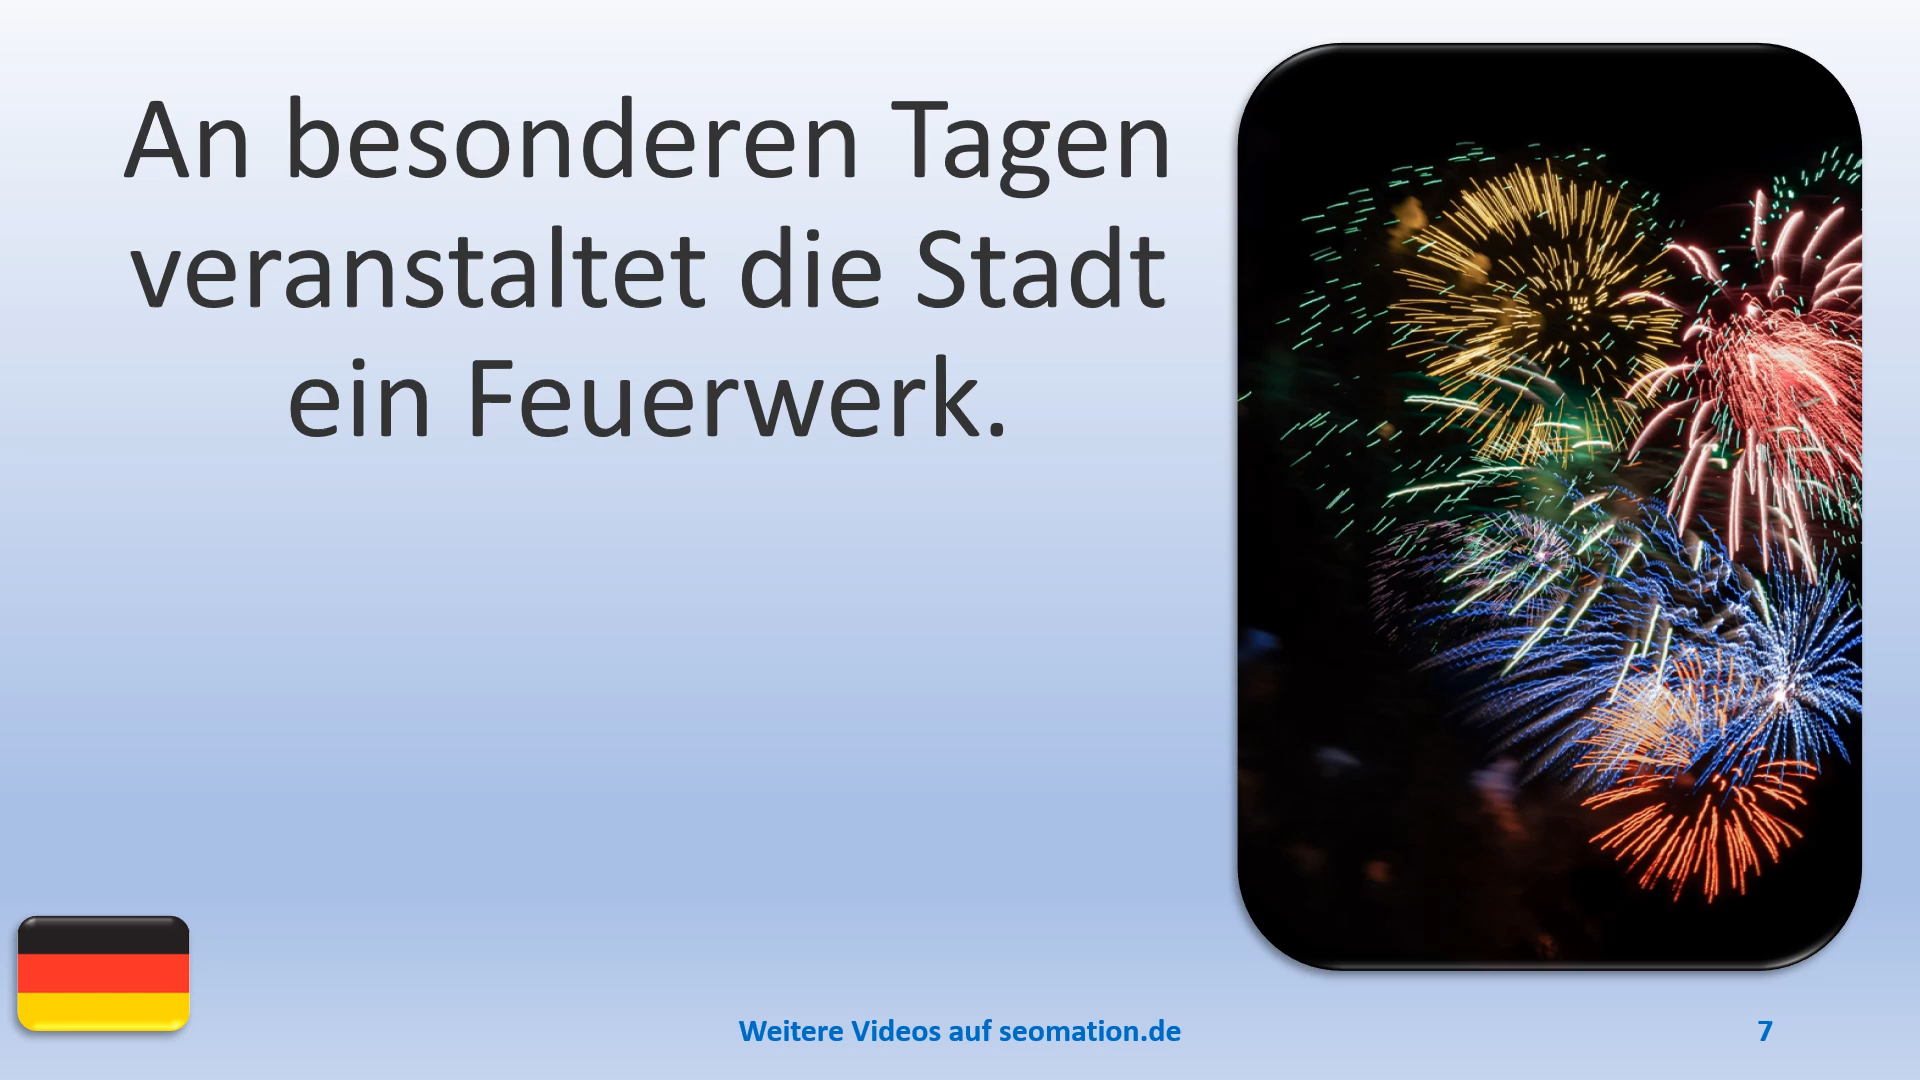 An besonderen Tagen
veranstaltet die Stadt
ein Feuerwerk.
Weitere Videos auf seomation.de
7